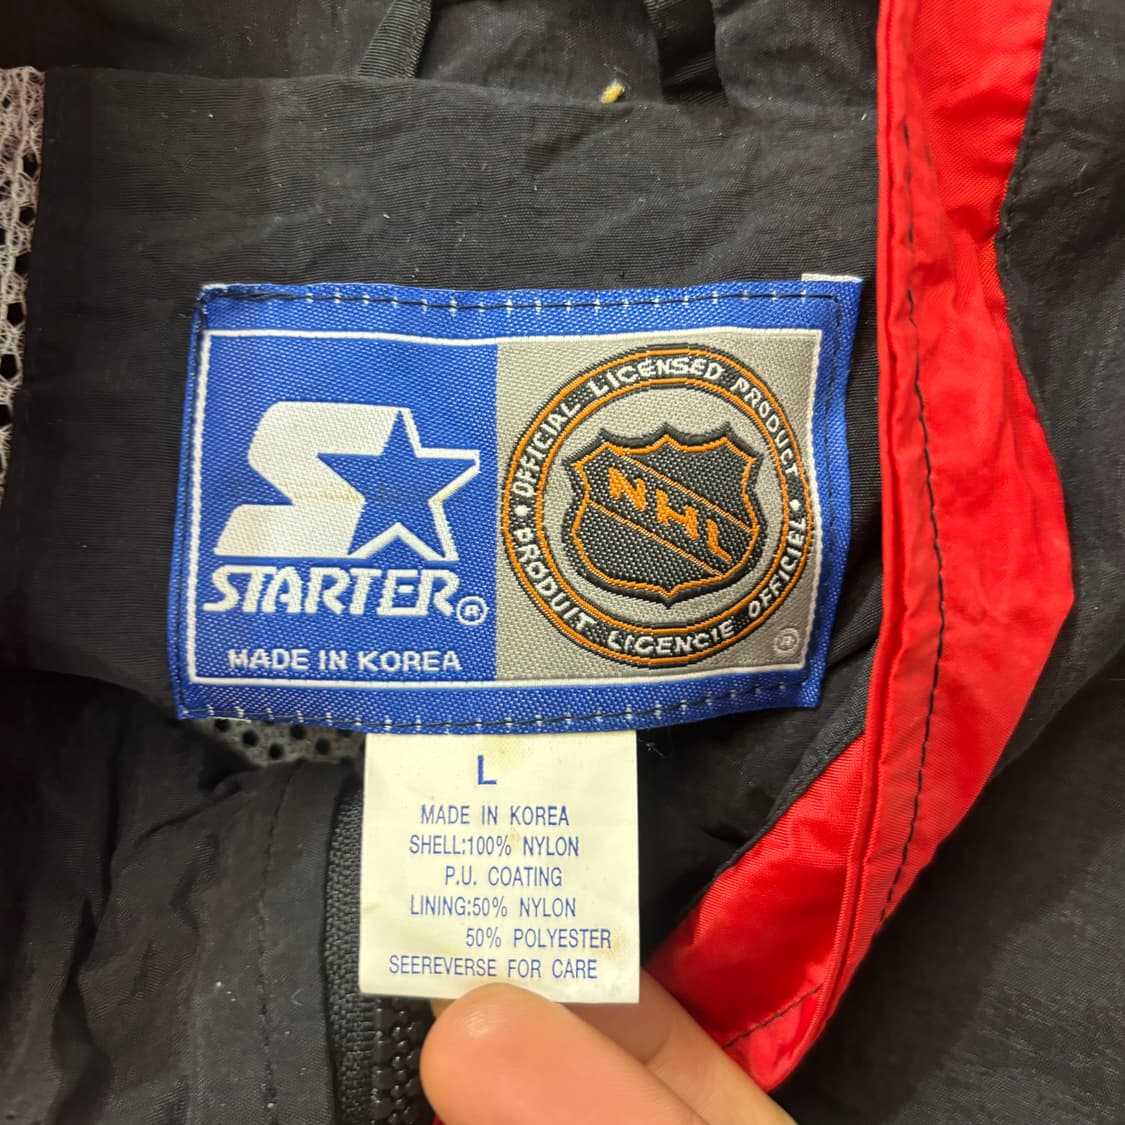 STARTER®
MADE IN KOREA
OFFICIAL LICENSED PRODUCT
NHL
PRODUIT LICENCIE OFFICIEL
®
L
MADE IN KOREA
SHELL:100% NYLON
P.U. COATING
LINING:50% NYLON
50% POLYESTER
SEEREVERSE FOR CARE